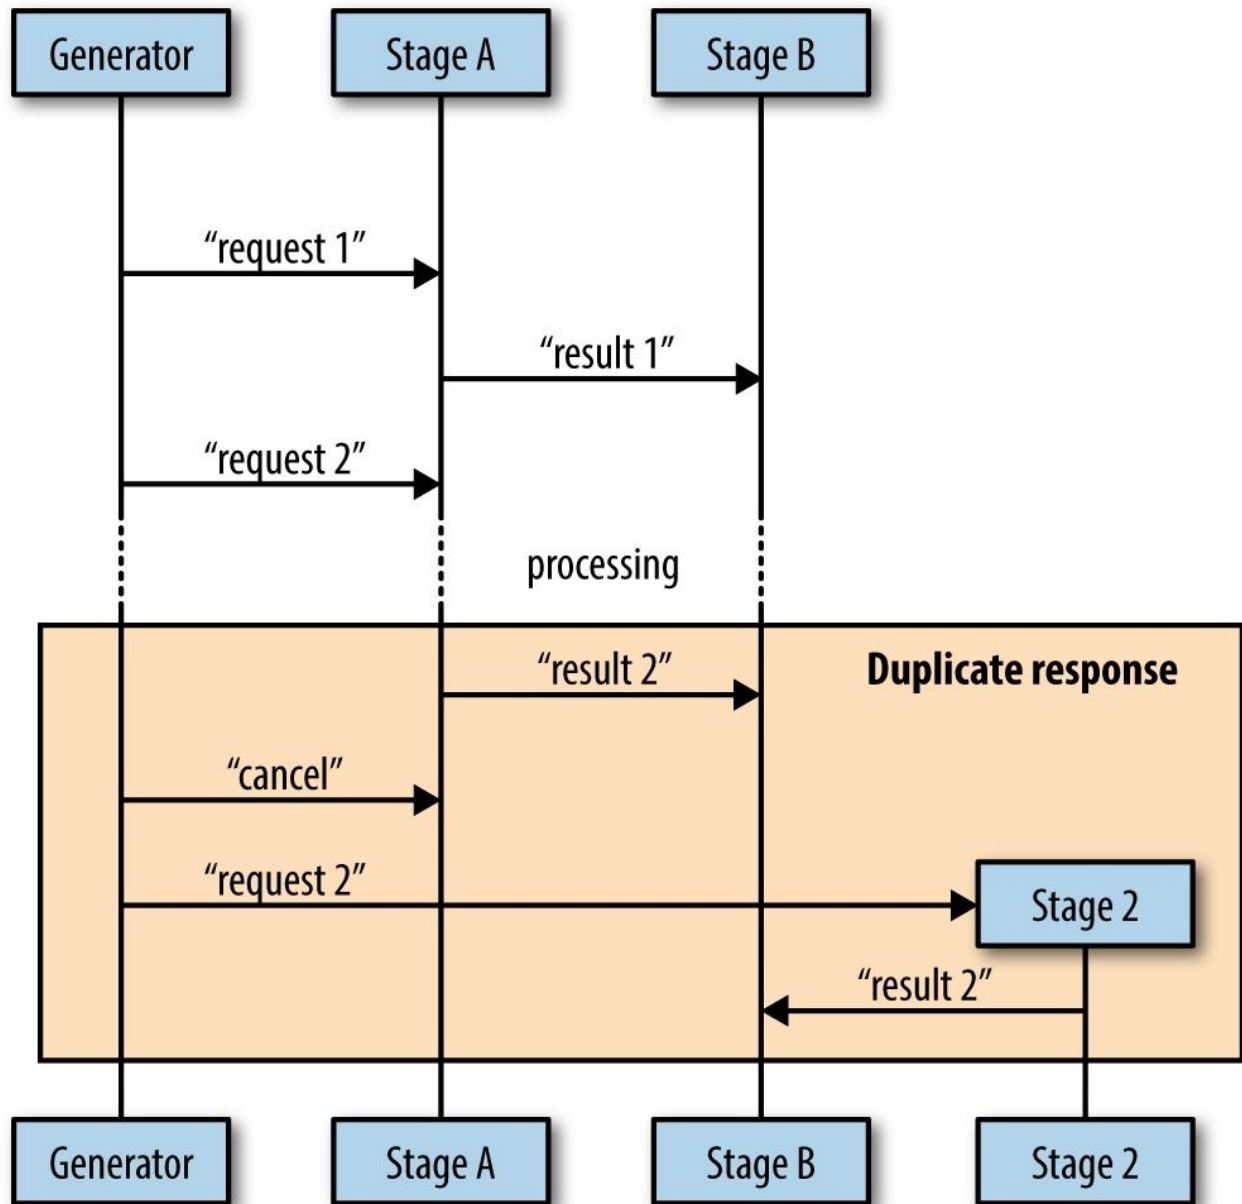 Generator
Stage A
Stage B
“request 1”
“result 1”
“request 2”
processing
“result 2”
Duplicate response
“cancel”
“request 2”
Stage 2
“result 2”
Generator
Stage A
Stage B
Stage 2